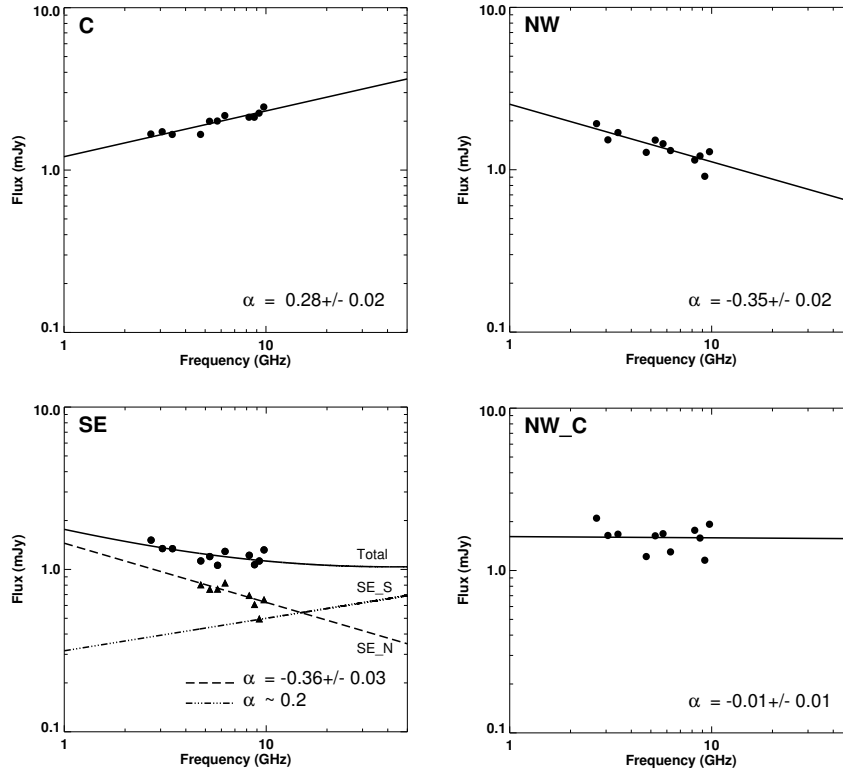 C
10.0
1.0
0.1
Flux (mJy)
α = 0.28+/- 0.02
1
10
Frequency (GHz)
NW
10.0
1.0
0.1
Flux (mJy)
α = -0.35+/- 0.02
1
10
Frequency (GHz)
SE
10.0
1.0
0.1
Flux (mJy)
Total
SE_S
SE_N
α = -0.36+/- 0.03
α ~ 0.2
1
10
Frequency (GHz)
NW_C
10.0
1.0
0.1
Flux (mJy)
α = -0.01+/- 0.01
1
10
Frequency (GHz)